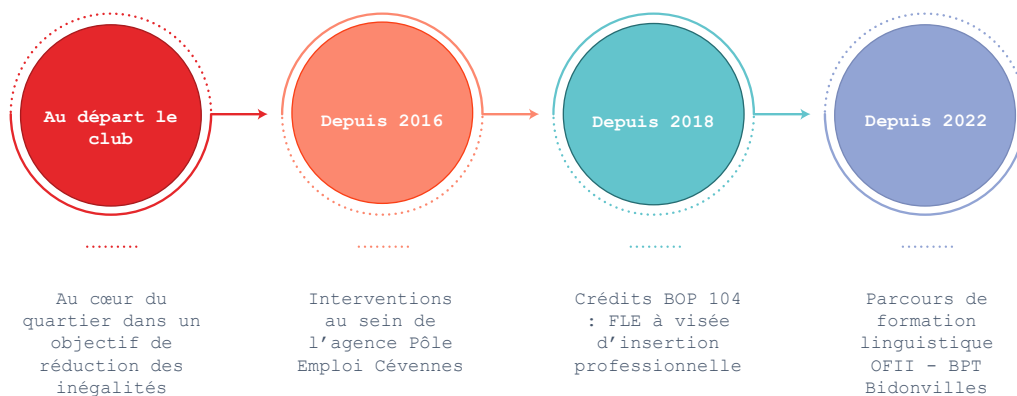 Au départ le
club
Depuis 2016
Depuis 2018
Depuis 2022
Au cœur du
quartier dans un
objectif de
réduction des
inégalités
Interventions
au sein de
l'agence Pôle
Emploi Cévennes
Crédits BOP 104
: FLE à visée
d'insertion
professionnelle
Parcours de
formation
linguistique
OFII - BPT
Bidonvilles